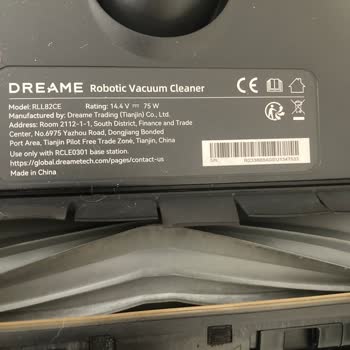 DREAME Robotic Vacuum Cleaner
Model: RLL82CE Rating: 14.4 V ⎓ 75 W
Manufactured by: Dreame Trading (Tianjin) Co., Ltd.
Address: Room 2112-1-1, South District, Finance and Trade
Center, No.6975 Yazhou Road, Dongjiang Bonded
Port Area, Tianjin Pilot Free Trade Zone, Tianjin, China
Use only with RCLE0301 base station.
https://global.dreametech.com/pages/contact-us
Made in China
S/N: